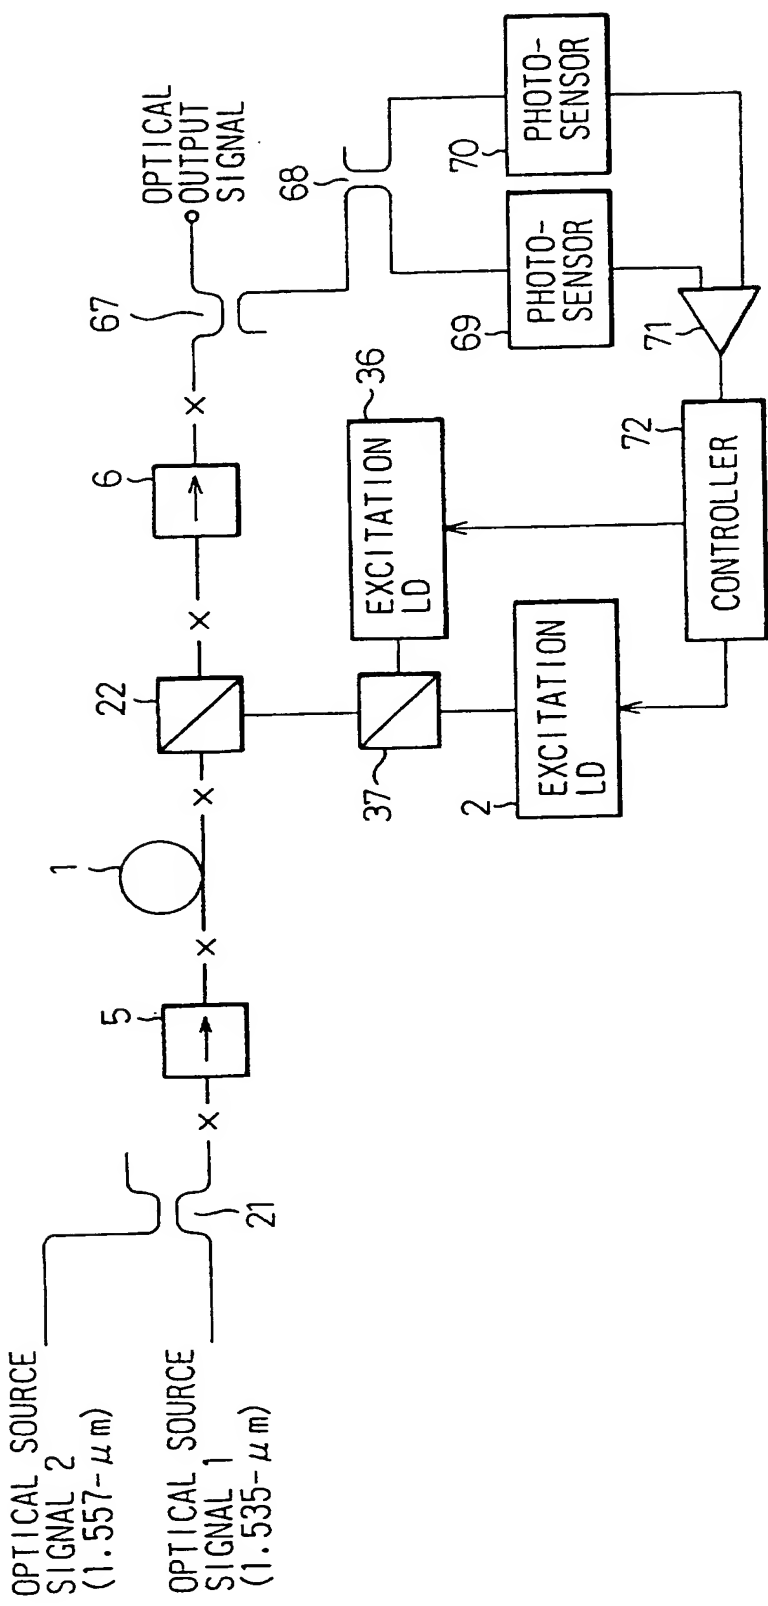 OPTICAL SOURCE
SIGNAL 2
(1.557-μm)
OPTICAL SOURCE
SIGNAL 1
(1.535-μm)
21
5
1
22
6
67
OPTICAL
OUTPUT
SIGNAL
68
37
36
EXCITATION
LD
2
EXCITATION
LD
69
PHOTO-
SENSOR
70
PHOTO-
SENSOR
71
72
CONTROLLER